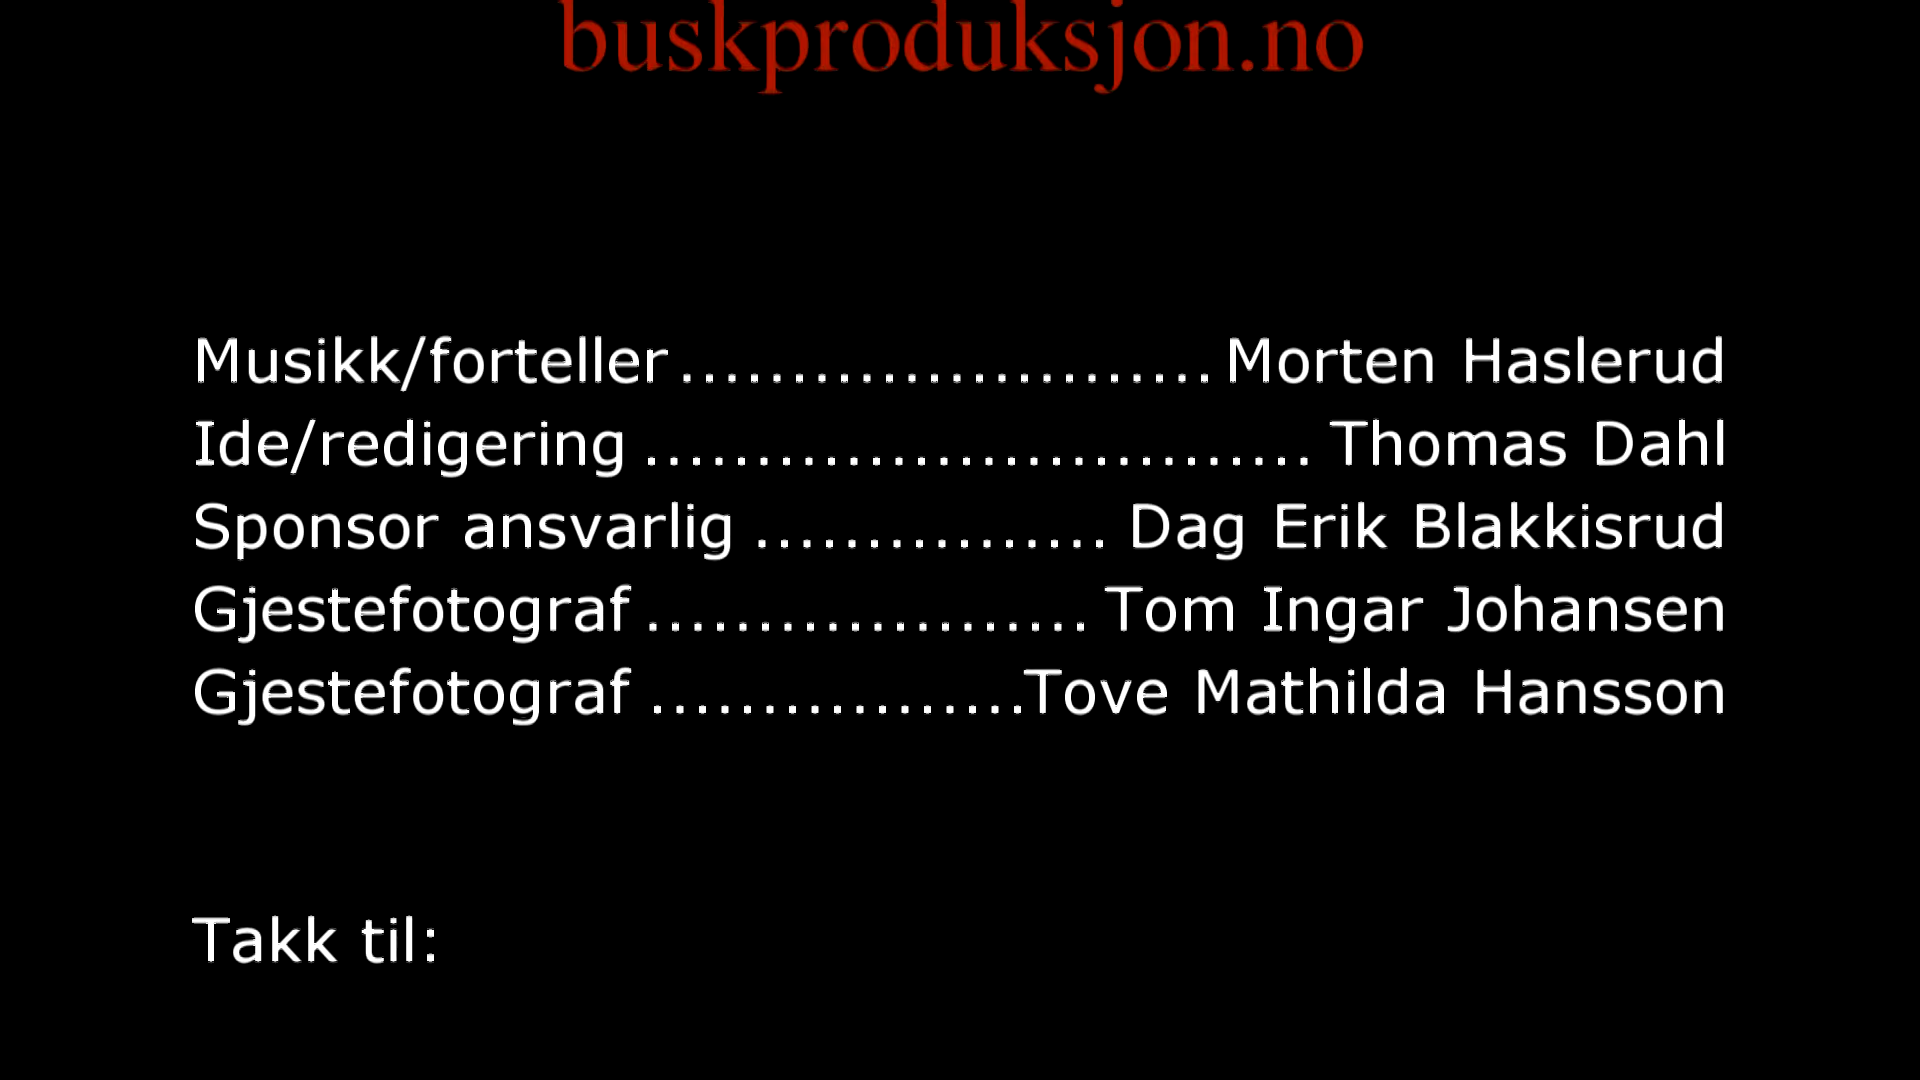 buskproduksjon.no
Musikk/forteller ........................ Morten Haslerud
Ide/redigering .............................. Thomas Dahl
Sponsor ansvarlig ................ Dag Erik Blakkisrud
Gjestefotograf .................... Tom Ingar Johansen
Gjestefotograf .................Tove Mathilda Hansson
Takk til: